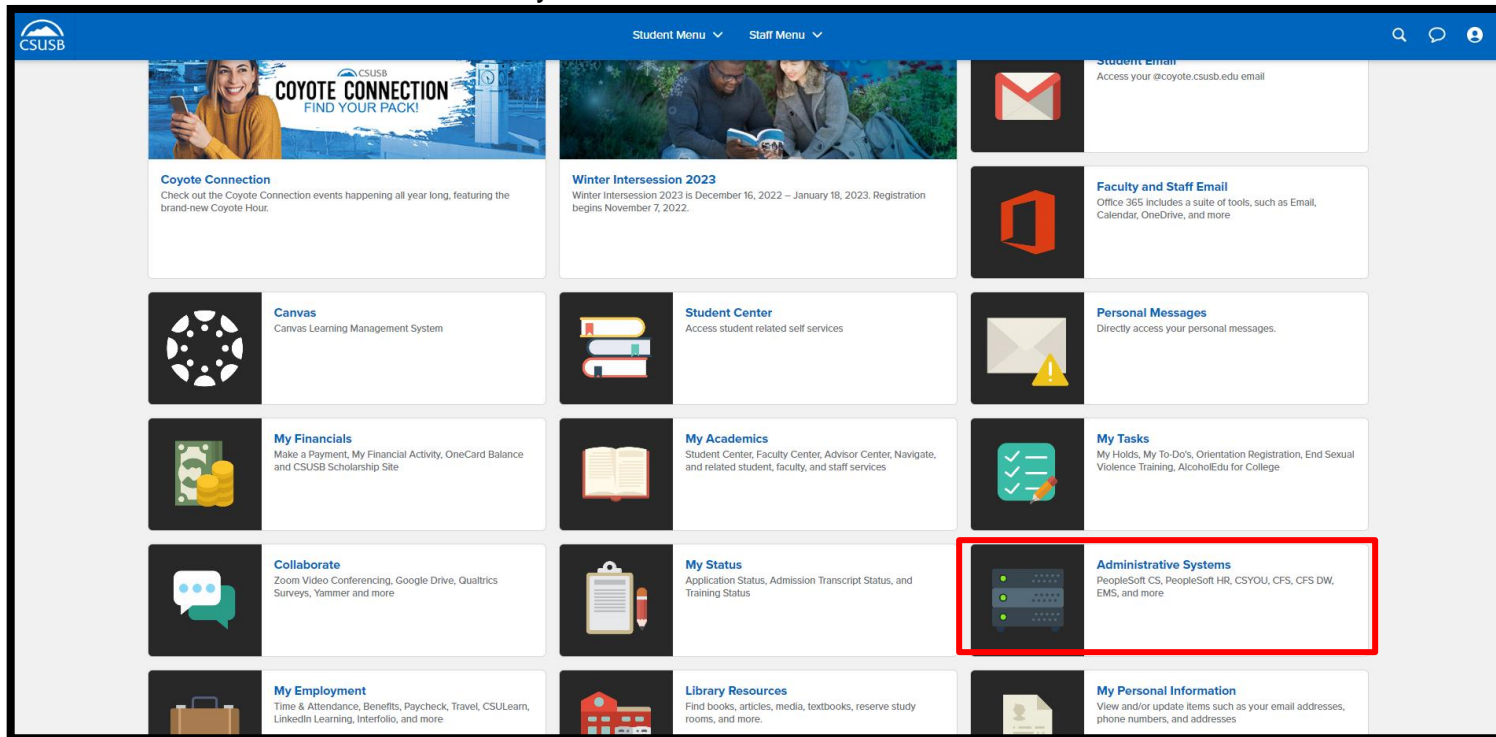 CSUSB
Student Menu
Staff Menu
CSUSB
COYOTE CONNECTION
FIND YOUR PACK!
Coyote Connection
Check out the Coyote Connection events happening all year long, featuring the
brand-new Coyote Hour.
Winter Intersession 2023
Winter Intersession 2023 is December 16, 2022 – January 18, 2023. Registration
begins November 7, 2022.
Student Email
Access your @coyote.csusb.edu email
Faculty and Staff Email
Office 365 includes a suite of tools, such as Email,
Calendar, OneDrive, and more
Canvas
Canvas Learning Management System
Student Center
Access student related self services
Personal Messages
Directly access your personal messages.
My Financials
Make a Payment, My Financial Activity, OneCard Balance
and CSUSB Scholarship Site
My Academics
Student Center, Faculty Center, Advisor Center, Navigate,
and related student, faculty, and staff services
My Tasks
My Holds, My To-Do's, Orientation Registration, End Sexual
Violence Training, AlcoholEdu for College
Collaborate
Zoom Video Conferencing, Google Drive, Qualtrics
Surveys, Yammer and more
My Status
Application Status, Admission Transcript Status, and
Training Status
Administrative Systems
PeopleSoft CS, PeopleSoft HR, CSYOU, CFS, CFS DW,
EMS, and more
My Employment
Time & Attendance, Benefits, Paycheck, Travel, CSULearn,
LinkedIn Learning, Interfolio, and more
Library Resources
Find books, articles, media, textbooks, reserve study
rooms, and more.
My Personal Information
View and/or update items such as your email addresses,
phone numbers, and addresses